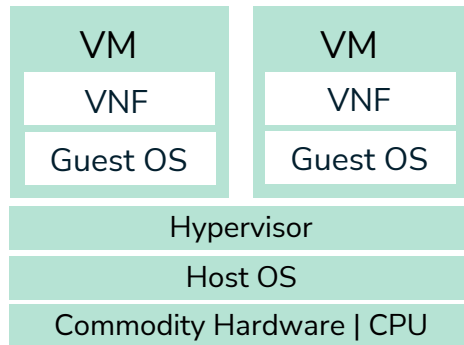 VM
VNF
Guest OS
VM
VNF
Guest OS
Hypervisor
Host OS
Commodity Hardware | CPU